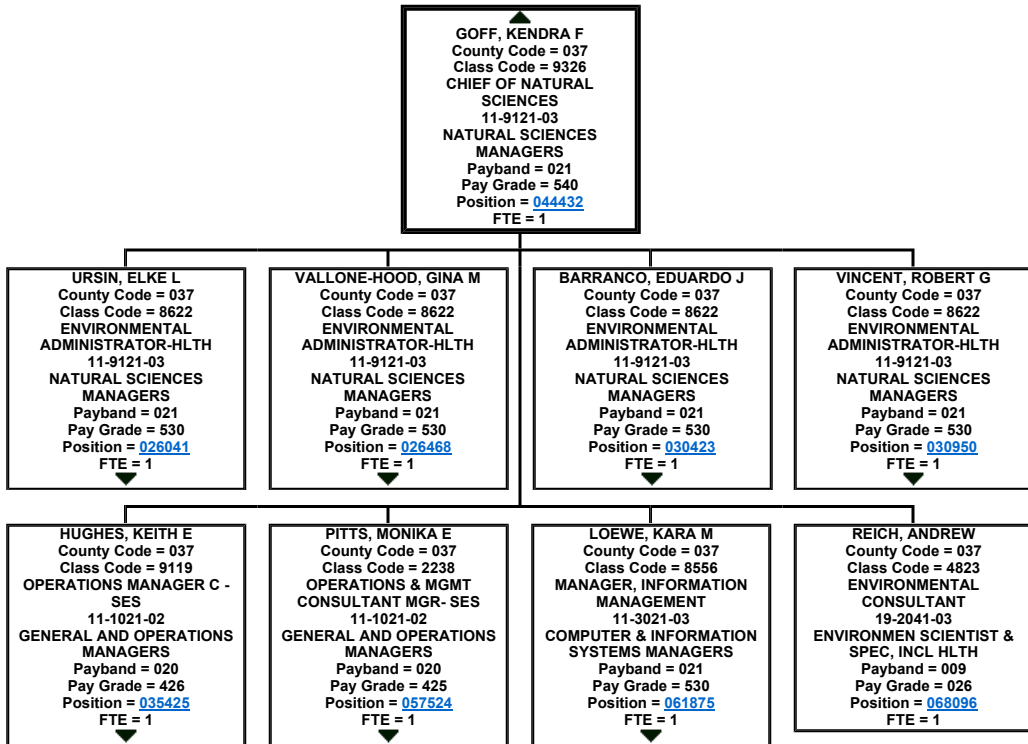 GOFF, KENDRA F
County Code = 037
Class Code = 9326
CHIEF OF NATURAL
SCIENCES
11-9121-03
NATURAL SCIENCES
MANAGERS
Payband = 021
Pay Grade = 540
Position = 044432
FTE = 1
URSIN, ELKE L
County Code = 037
Class Code = 8622
ENVIRONMENTAL
ADMINISTRATOR-HLTH
11-9121-03
NATURAL SCIENCES
MANAGERS
Payband = 021
Pay Grade = 530
Position = 026041
FTE = 1
VALLONE-HOOD, GINA M
County Code = 037
Class Code = 8622
ENVIRONMENTAL
ADMINISTRATOR-HLTH
11-9121-03
NATURAL SCIENCES
MANAGERS
Payband = 021
Pay Grade = 530
Position = 026468
FTE = 1
BARRANCO, EDUARDO J
County Code = 037
Class Code = 8622
ENVIRONMENTAL
ADMINISTRATOR-HLTH
11-9121-03
NATURAL SCIENCES
MANAGERS
Payband = 021
Pay Grade = 530
Position = 030423
FTE = 1
VINCENT, ROBERT G
County Code = 037
Class Code = 8622
ENVIRONMENTAL
ADMINISTRATOR-HLTH
11-9121-03
NATURAL SCIENCES
MANAGERS
Payband = 021
Pay Grade = 530
Position = 030950
FTE = 1
HUGHES, KEITH E
County Code = 037
Class Code = 9119
OPERATIONS MANAGER C -
SES
11-1021-02
GENERAL AND OPERATIONS
MANAGERS
Payband = 020
Pay Grade = 426
Position = 035425
FTE = 1
PITTS, MONIKA E
County Code = 037
Class Code = 2238
OPERATIONS & MGMT
CONSULTANT MGR- SES
11-1021-02
GENERAL AND OPERATIONS
MANAGERS
Payband = 020
Pay Grade = 425
Position = 057524
FTE = 1
LOEWE, KARA M
County Code = 037
Class Code = 8556
MANAGER, INFORMATION
MANAGEMENT
11-3021-03
COMPUTER & INFORMATION
SYSTEMS MANAGERS
Payband = 021
Pay Grade = 530
Position = 061875
FTE = 1
REICH, ANDREW
County Code = 037
Class Code = 4823
ENVIRONMENTAL
CONSULTANT
19-2041-03
ENVIRONMEN SCIENTIST &
SPEC, INCL HLTH
Payband = 009
Pay Grade = 026
Position = 068096
FTE = 1